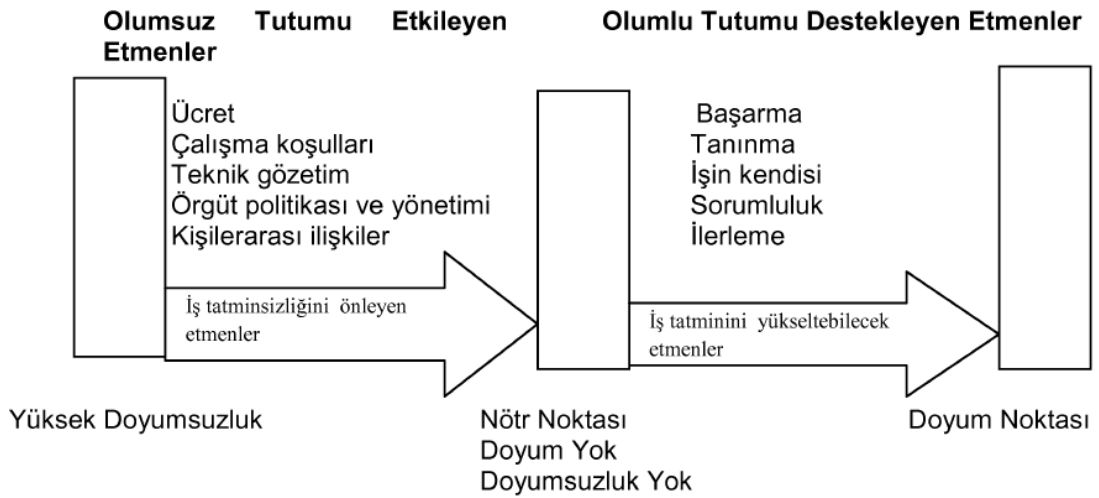 Olumsuz Tutumu Etkileyen
Etmenler
Olumlu Tutumu Destekleyen Etmenler
Ücret
Çalışma koşulları
Teknik gözetim
Örgüt politikası ve yönetimi
Kişilerarası ilişkiler
Başarma
Tanınma
İşin kendisi
Sorumluluk
İlerleme
İş tatminsizliğini önleyen
etmenler
İş tatminini yükseltebilecek
etmenler
Yüksek Doyumsuzluk
Nötr Noktası
Doyum Yok
Doyumsuzluk Yok
Doyum Noktası